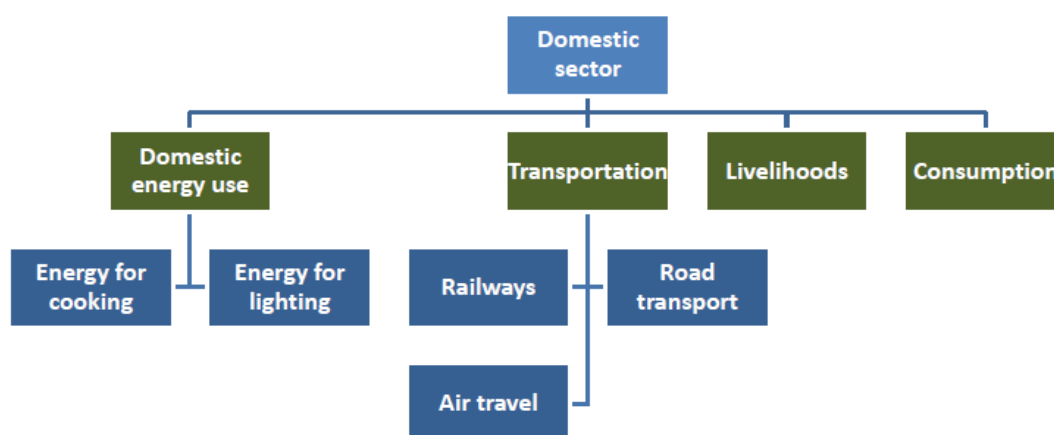 Domestic
sector
Domestic
energy use
Transportation
Livelihoods
Consumption
Energy for
cooking
Energy for
lighting
Railways
Road
transport
Air travel